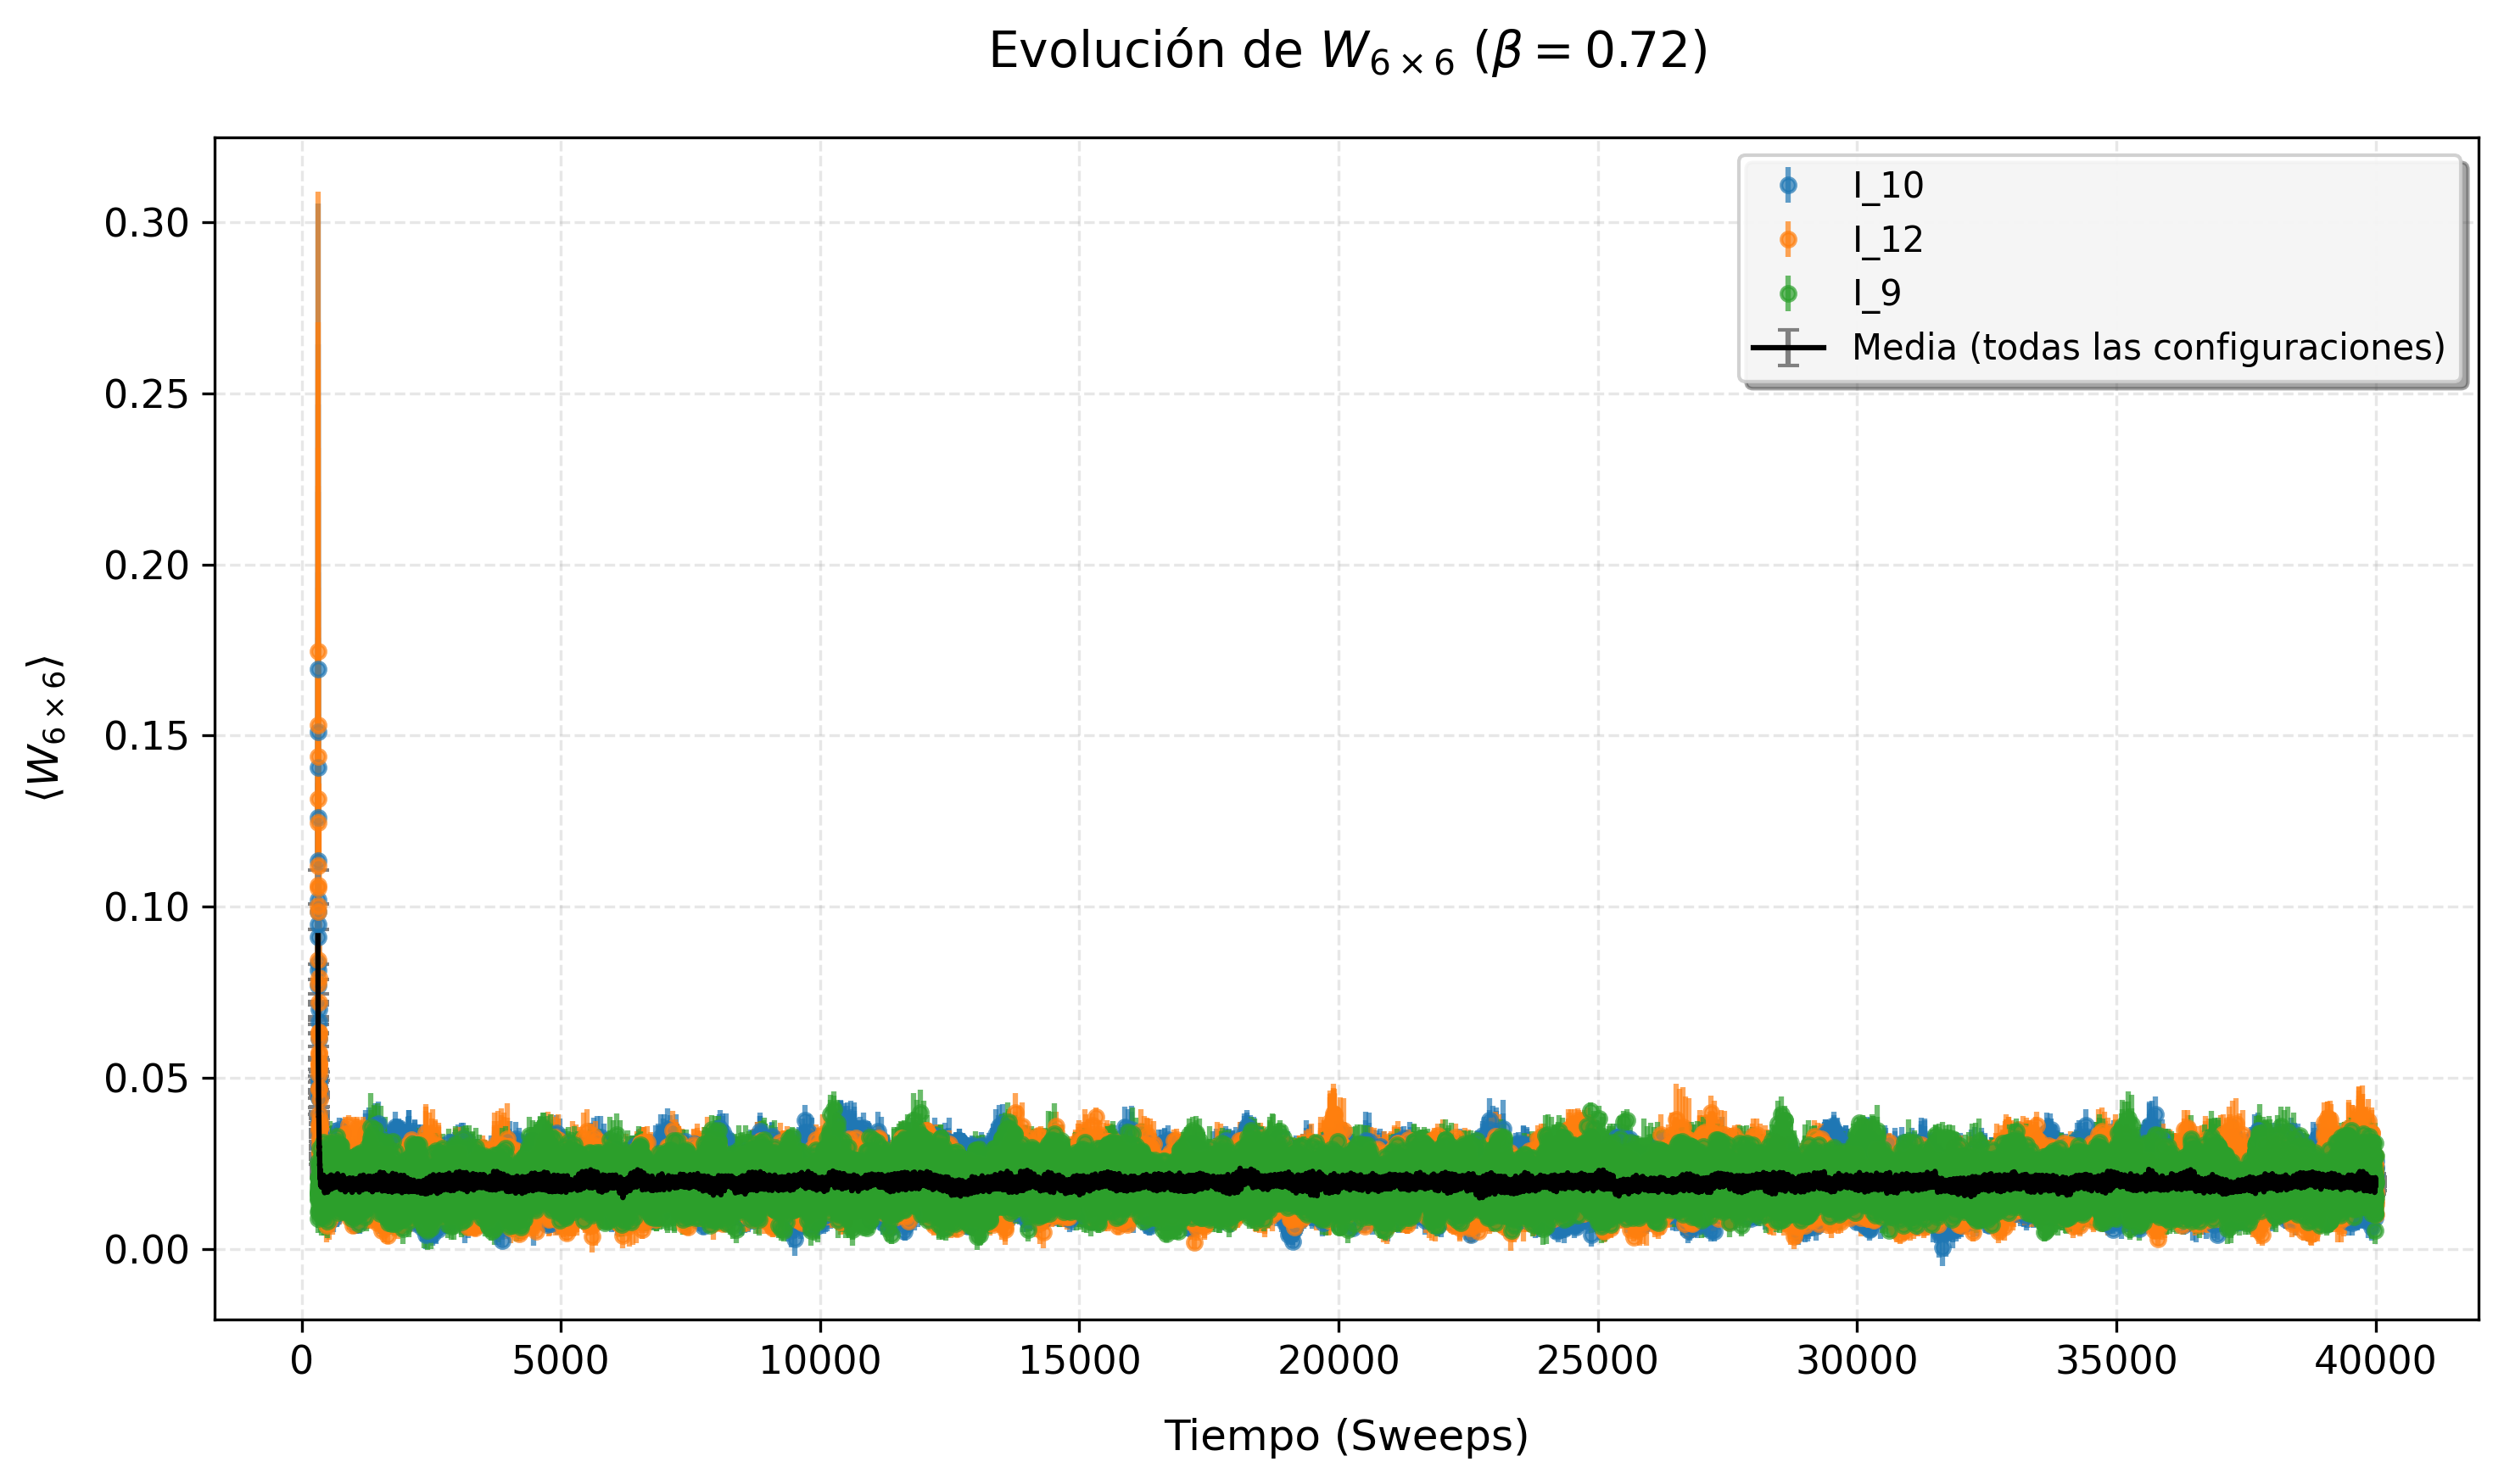 Evolución de W6×6 (β = 0.72)
I_10
I_12
I_9
Media (todas las configuraciones)
⟨W6×6⟩
0.30
0.25
0.20
0.15
0.10
0.05
0.00
0 5000 10000 15000 20000 25000 30000 35000 40000
Tiempo (Sweeps)